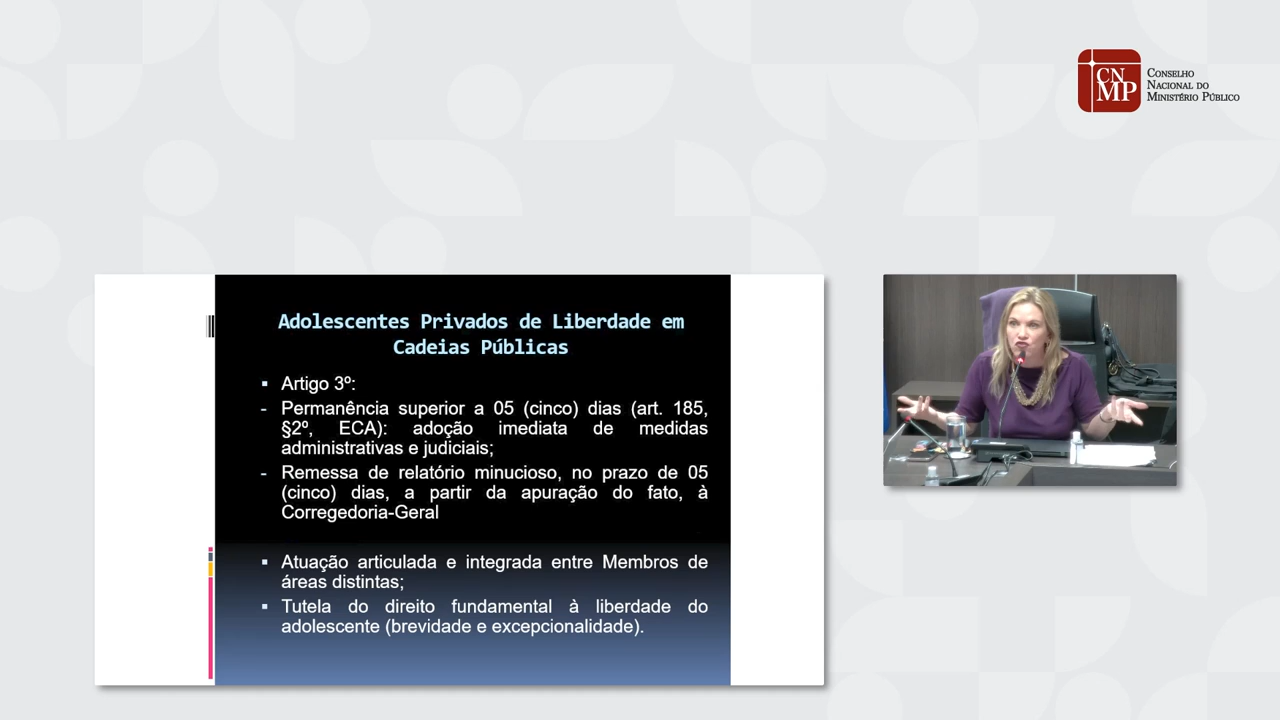 CN
MP
Conselho
Nacional do
Ministério Público
Adolescentes Privados de Liberdade em
Cadeias Públicas
▪ Artigo 3º:
- Permanência superior a 05 (cinco) dias (art. 185,
§2º, ECA): adoção imediata de medidas
administrativas e judiciais;
- Remessa de relatório minucioso, no prazo de 05
(cinco) dias, a partir da apuração do fato, à
Corregedoria-Geral
▪ Atuação articulada e integrada entre Membros de
áreas distintas;
▪ Tutela do direito fundamental à liberdade do
adolescente (brevidade e excepcionalidade).